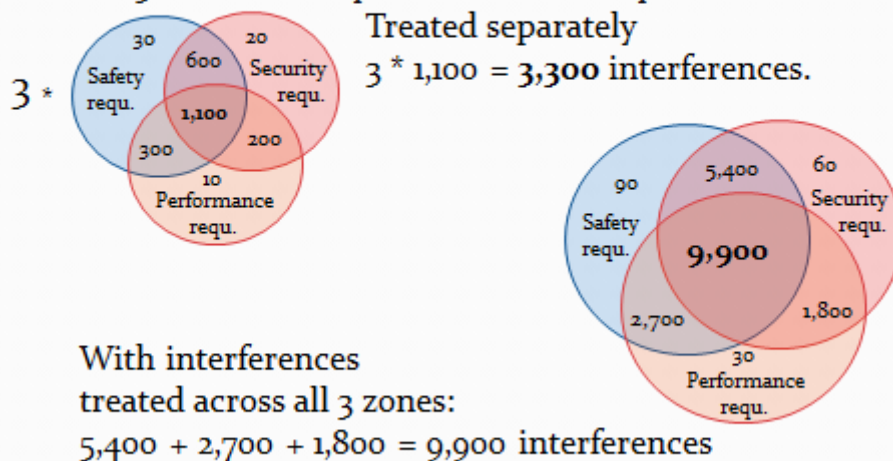 Treated separately
3 * 1,100 = 3,300 interferences.
3 *
30
20
600
Safety
requ.
Security
requ.
1,100
300
200
10
Performance
requ.
90
5,400
60
Safety
requ.
Security
requ.
9,900
2,700
1,800
30
Performance
requ.
With interferences
treated across all 3 zones:
5,400 + 2,700 + 1,800 = 9,900 interferences